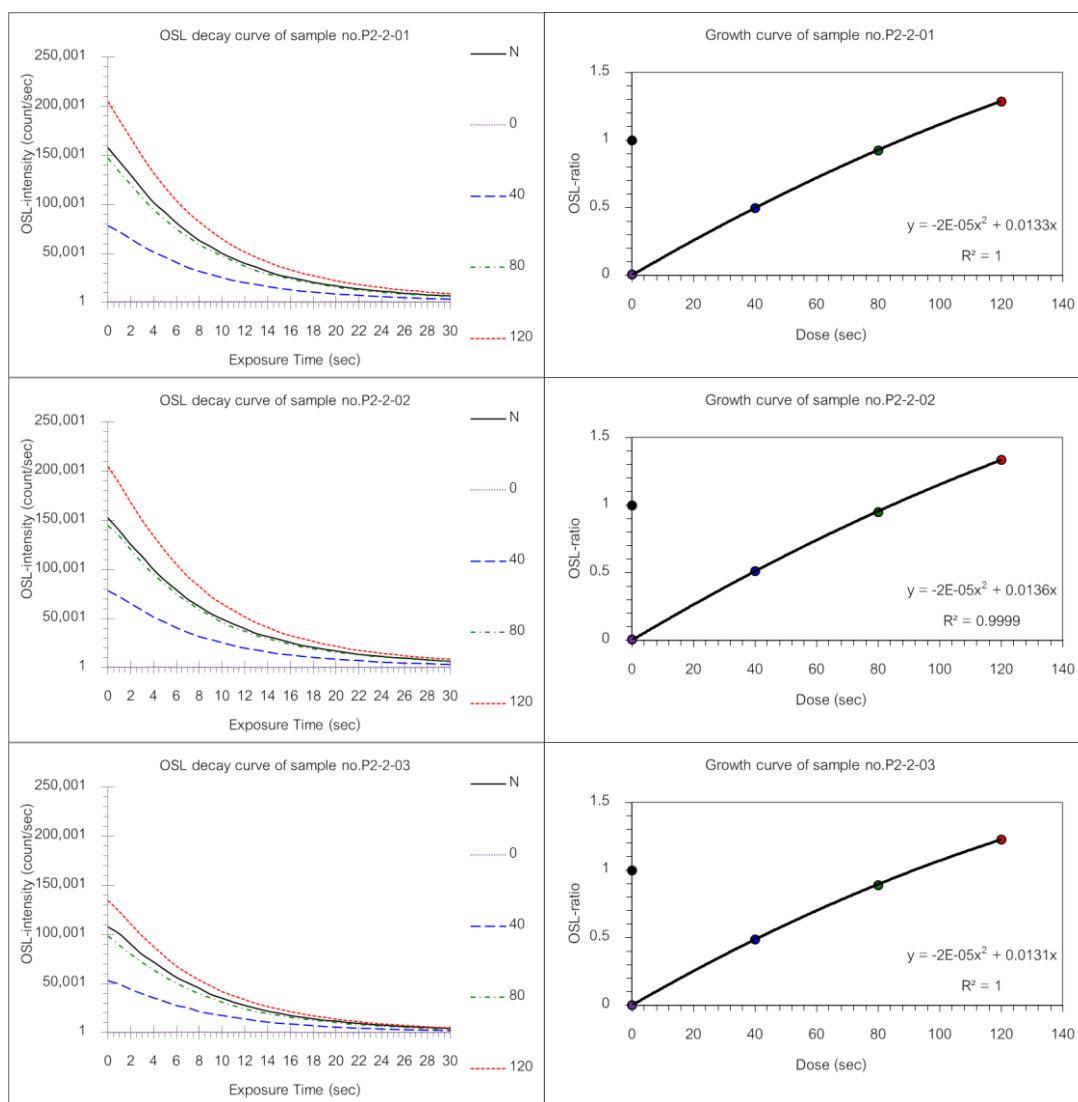 OSL decay curve of sample no.P2-2-01
OSL-intensity (count/sec)
250,001
200,001
150,001
100,001
50,001
1
0 2 4 6 8 10 12 14 16 18 20 22 24 26 28 30
Exposure Time (sec)
N
0
40
80
120
Growth curve of sample no.P2-2-01
OSL-ratio
1.5
1
0.5
0
0 20 40 60 80 100 120 140
Dose (sec)
y = -2E-05x² + 0.0133x
R² = 1
OSL decay curve of sample no.P2-2-02
OSL-intensity (count/sec)
250,001
200,001
150,001
100,001
50,001
1
0 2 4 6 8 10 12 14 16 18 20 22 24 26 28 30
Exposure Time (sec)
N
0
40
80
120
Growth curve of sample no.P2-2-02
OSL-ratio
1.5
1
0.5
0
0 20 40 60 80 100 120 140
Dose (sec)
y = -2E-05x² + 0.0136x
R² = 0.9999
OSL decay curve of sample no.P2-2-03
OSL-intensity (count/sec)
250,001
200,001
150,001
100,001
50,001
1
0 2 4 6 8 10 12 14 16 18 20 22 24 26 28 30
Exposure Time (sec)
N
0
40
80
120
Growth curve of sample no.P2-2-03
OSL-ratio
1.5
1
0.5
0
0 20 40 60 80 100 120 140
Dose (sec)
y = -2E-05x² + 0.0131x
R² = 1